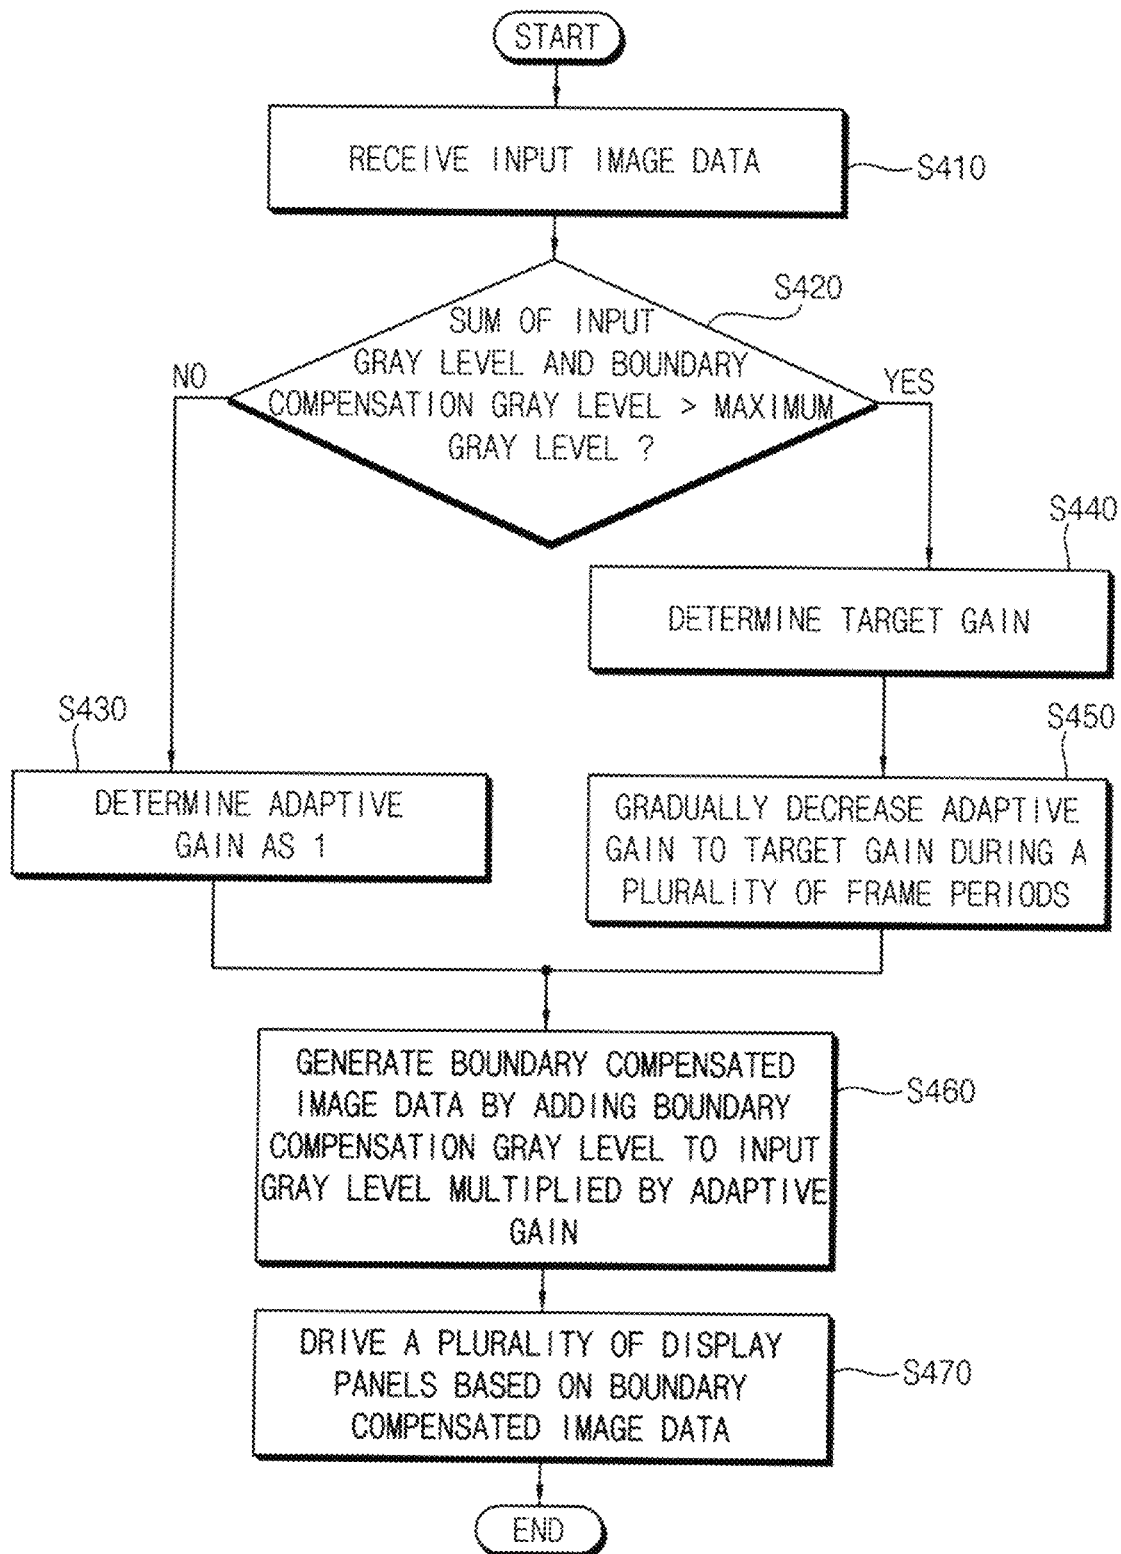 START
RECEIVE INPUT IMAGE DATA
S410
S420
SUM OF INPUT
GRAY LEVEL AND BOUNDARY
COMPENSATION GRAY LEVEL > MAXIMUM
GRAY LEVEL ?
NO
YES
S440
DETERMINE TARGET GAIN
S430
DETERMINE ADAPTIVE
GAIN AS 1
S450
GRADUALLY DECREASE ADAPTIVE
GAIN TO TARGET GAIN DURING A
PLURALITY OF FRAME PERIODS
GENERATE BOUNDARY COMPENSATED
IMAGE DATA BY ADDING BOUNDARY
COMPENSATION GRAY LEVEL TO INPUT
GRAY LEVEL MULTIPLIED BY ADAPTIVE
GAIN
S460
DRIVE A PLURALITY OF DISPLAY
PANELS BASED ON BOUNDARY
COMPENSATED IMAGE DATA
S470
END